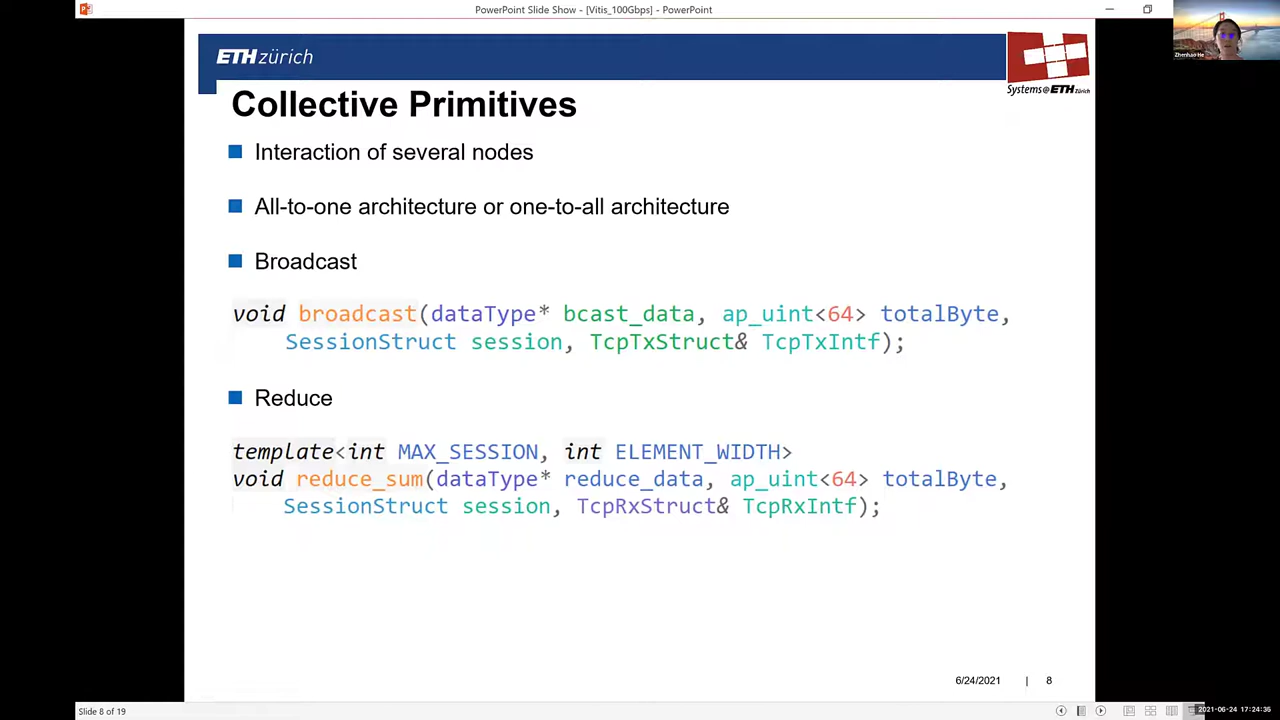 PowerPoint Slide Show - [Vitis_100Gbps] - PowerPoint
Zhenhao He
ETH zürich
Systems@ETH Zürich
Collective Primitives
Interaction of several nodes
All-to-one architecture or one-to-all architecture
Broadcast
void broadcast(dataType* bcast_data, ap_uint<64> totalByte,
SessionStruct session, TcpTxStruct& TcpTxIntf);
Reduce
template<int MAX_SESSION, int ELEMENT_WIDTH>
void reduce_sum(dataType* reduce_data, ap_uint<64> totalByte,
SessionStruct session, TcpRxStruct& TcpRxIntf);
6/24/2021 | 8
Slide 8 of 19
2021-06-24 17:24:35